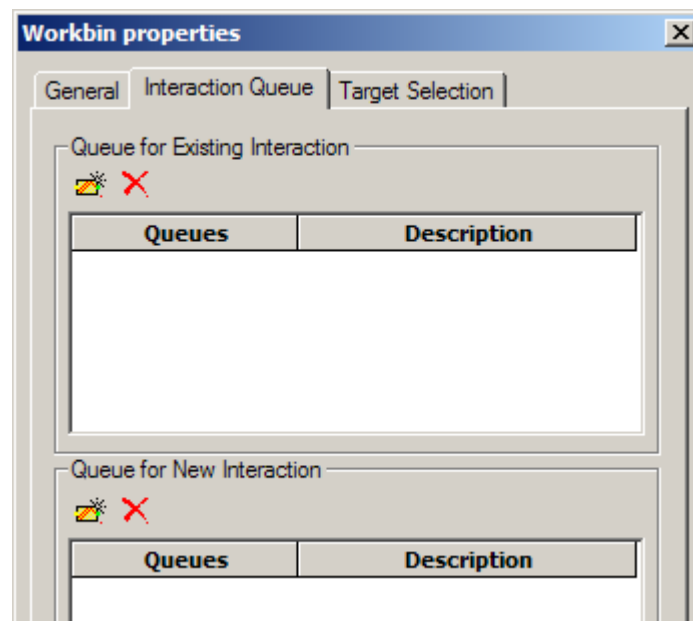 Workbin properties
General Interaction Queue Target Selection
Queue for Existing Interaction
Queues Description
Queue for New Interaction
Queues Description